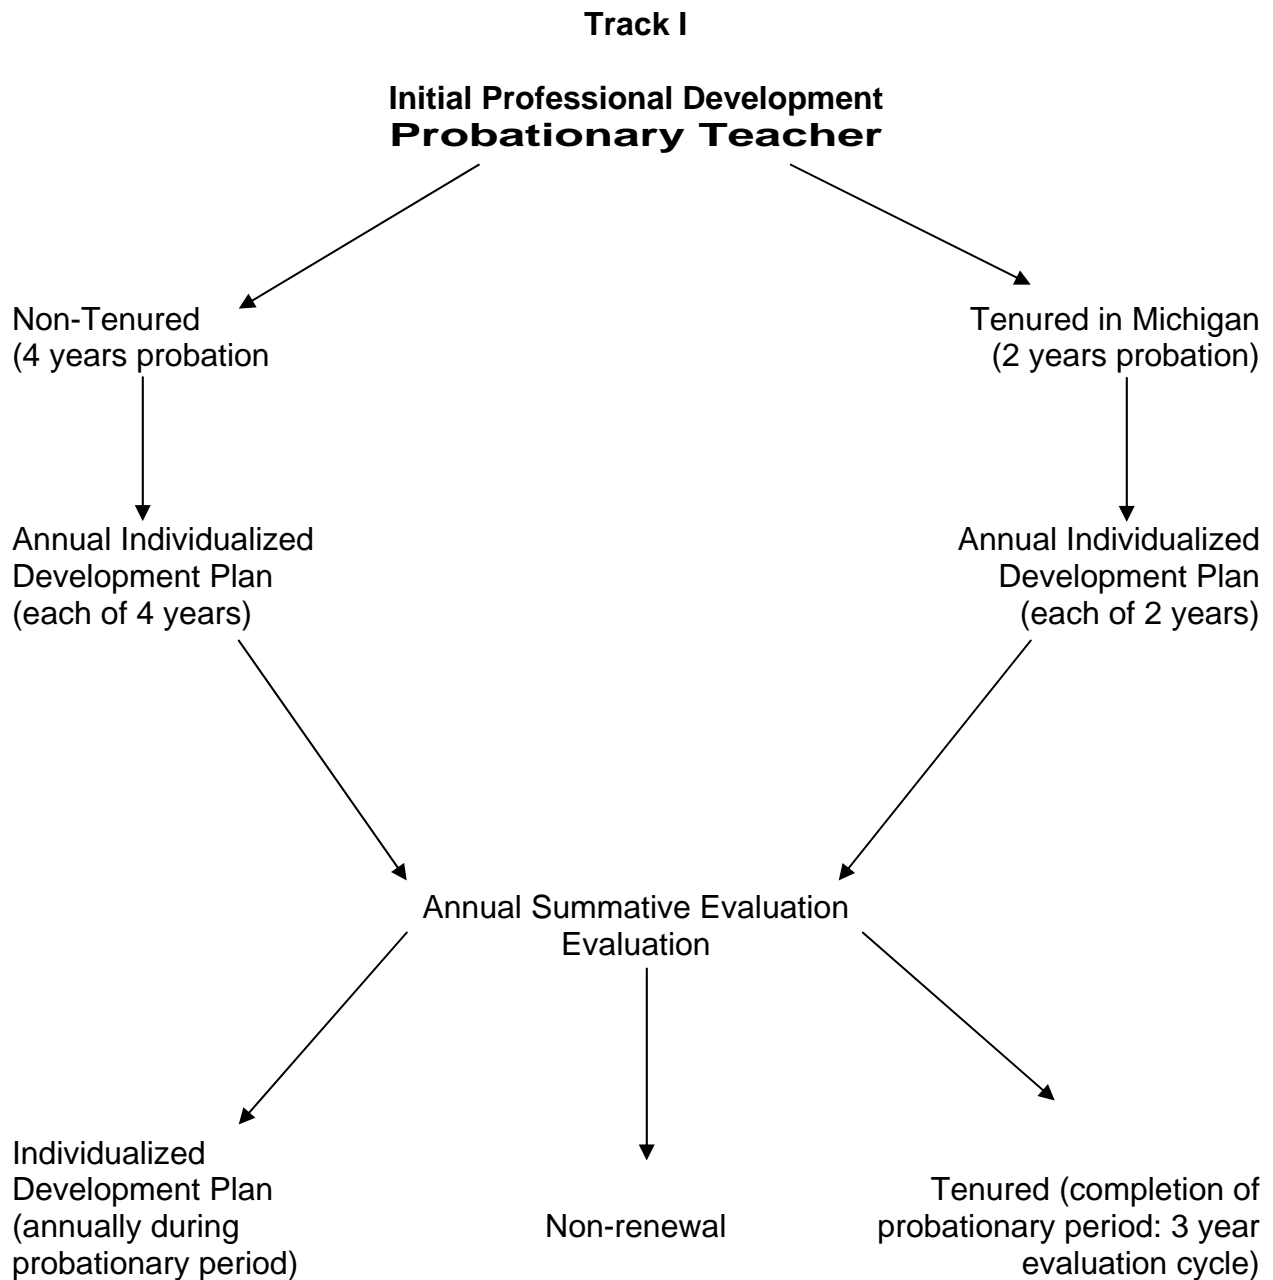 Track I
Initial Professional Development
Probationary Teacher
Non-Tenured
(4 years probation
Tenured in Michigan
(2 years probation)
Annual Individualized
Development Plan
(each of 4 years)
Annual Individualized
Development Plan
(each of 2 years)
Annual Summative Evaluation
Evaluation
Individualized
Development Plan
(annually during
probationary period)
Non-renewal
Tenured (completion of
probationary period: 3 year
evaluation cycle)